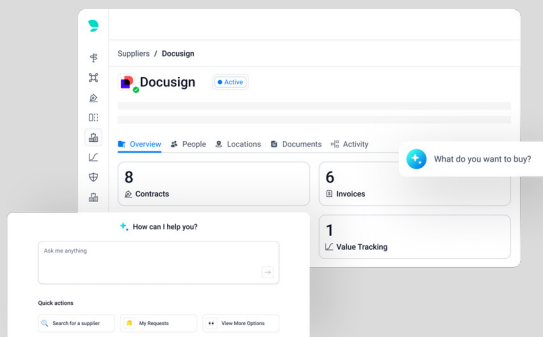 Suppliers / Docusign
Docusign
Active
Overview People Locations Documents Activity
What do you want to buy?
8
Contracts
6
Invoices
1
Value Tracking
How can I help you?
Ask me anything
Quick actions
Search for a supplier My Requests View More Options